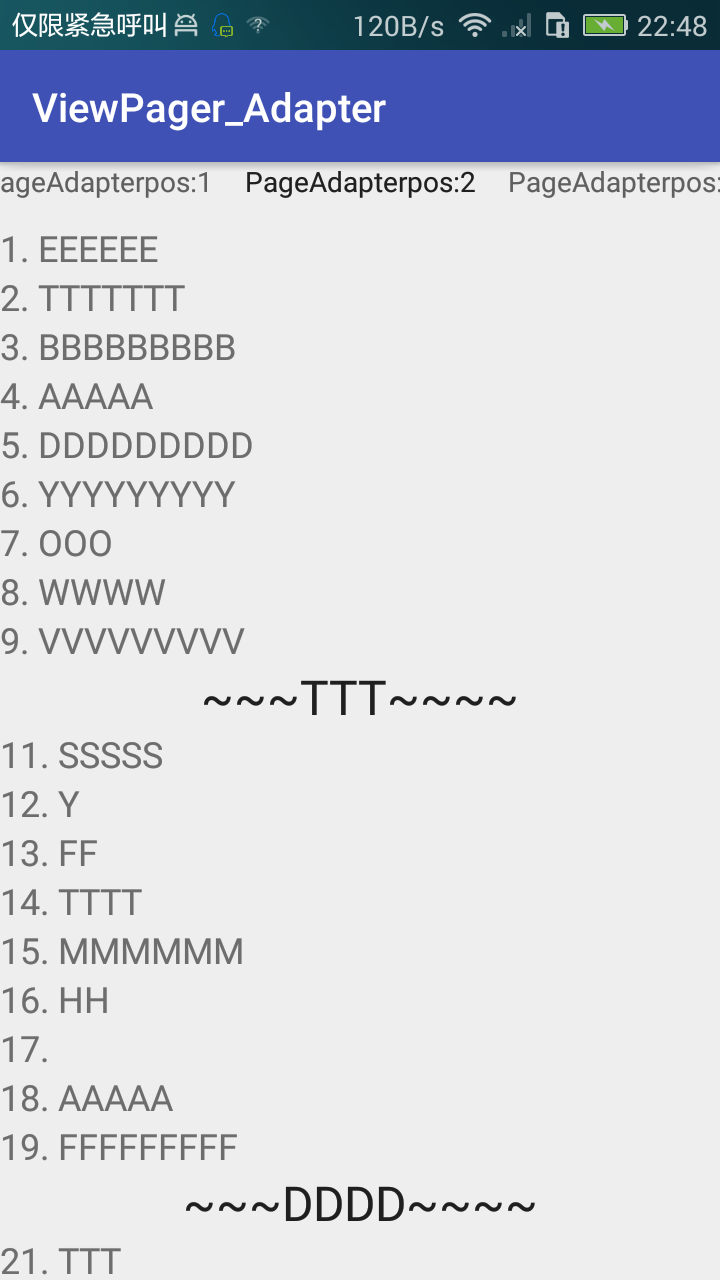 仅限紧急呼叫 120B/s 22:48
ViewPager_Adapter
ageAdapterpos:1 PageAdapterpos:2 PageAdapterpos:
1. EEEEEE
2. TTTTTTT
3. BBBBBBBBB
4. AAAAA
5. DDDDDDDDD
6. YYYYYYYYY
7. OOO
8. WWWW
9. VVVVVVVVV
~~~TTT~~~~
11. SSSSS
12. Y
13. FF
14. TTTT
15. MMMMMM
16. HH
17.
18. AAAAA
19. FFFFFFFFF
~~~DDDD~~~~
21. TTT